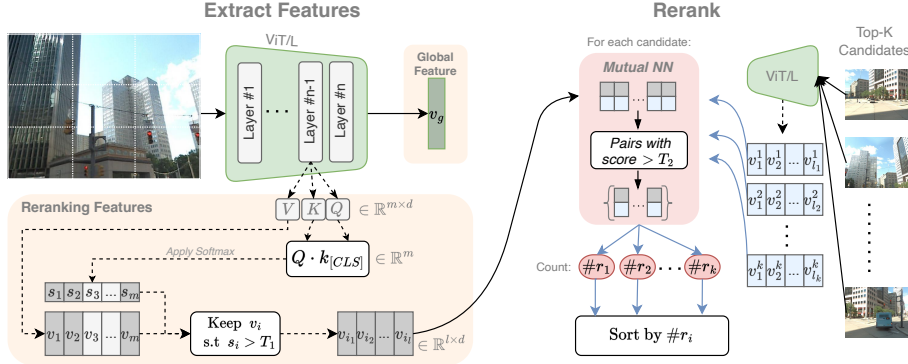 Extract Features
ViT/L
Layer #1
...
Layer #n-1
Layer #n
Global
Feature
v_g
Reranking Features
V K Q ∈ ℝ^{m×d}
Apply Softmax
Q · k_{[CLS]} ∈ ℝ^m
s_1 s_2 s_3 ... s_m
v_1 v_2 v_3 ... v_m
Keep v_i
s.t s_i > T_1
v_{i_1} v_{i_2} ... v_{i_l} ∈ ℝ^{l×d}
Rerank
For each candidate:
Mutual NN
...
Pairs with
score > T_2
{ ... }
Count: #r_1 #r_2 ... #r_k
Sort by #r_i
Top-K
Candidates
ViT/L
v_1^1 v_2^1 ... v_{l_1}^1
v_1^2 v_2^2 ... v_{l_2}^2
v_1^k v_2^k ... v_{l_k}^k